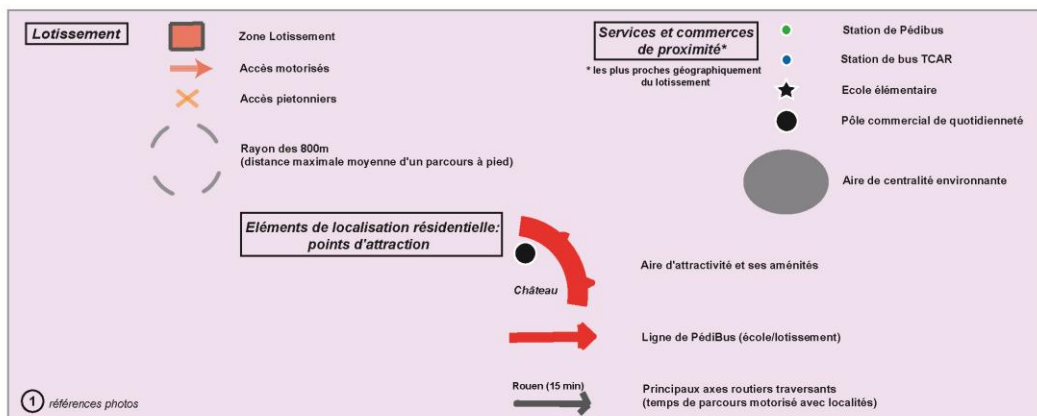 Lotissement
Zone Lotissement
Accès motorisés
Accès pietonniers
Rayon des 800m
(distance maximale moyenne d'un parcours à pied)
Services et commerces
de proximité*
* les plus proches géographiquement
du lotissement
Station de Pédibus
Station de bus TCAR
Ecole élémentaire
Pôle commercial de quotidienneté
Aire de centralité environnante
Eléments de localisation résidentielle:
points d'attraction
Château
Aire d'attractivité et ses aménités
Ligne de PédiBus (école/lotissement)
Rouen (15 min)
Principaux axes routiers traversants
(temps de parcours motorisé avec localités)
1 références photos